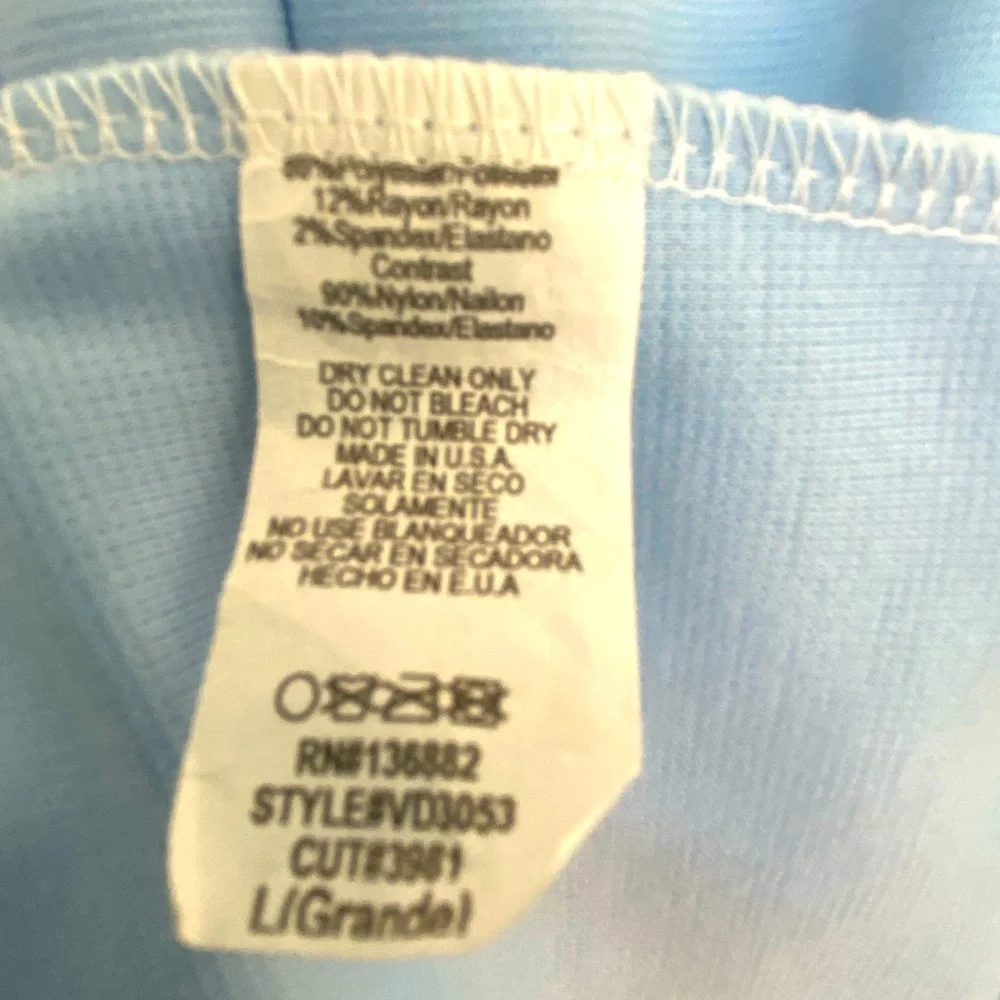 12%Rayon/Rayon
2%Spandex/Elastano
Contrast
90%Nylon/Nailon
10%Spandex/Elastano
DRY CLEAN ONLY
DO NOT BLEACH
DO NOT TUMBLE DRY
MADE IN U.S.A.
LAVAR EN SECO
SOLAMENTE
NO USE BLANQUEADOR
NO SECAR EN SECADORA
HECHO EN E.U.A
RN#136882
STYLE#VD3053
CUT#3981
L/Grande/